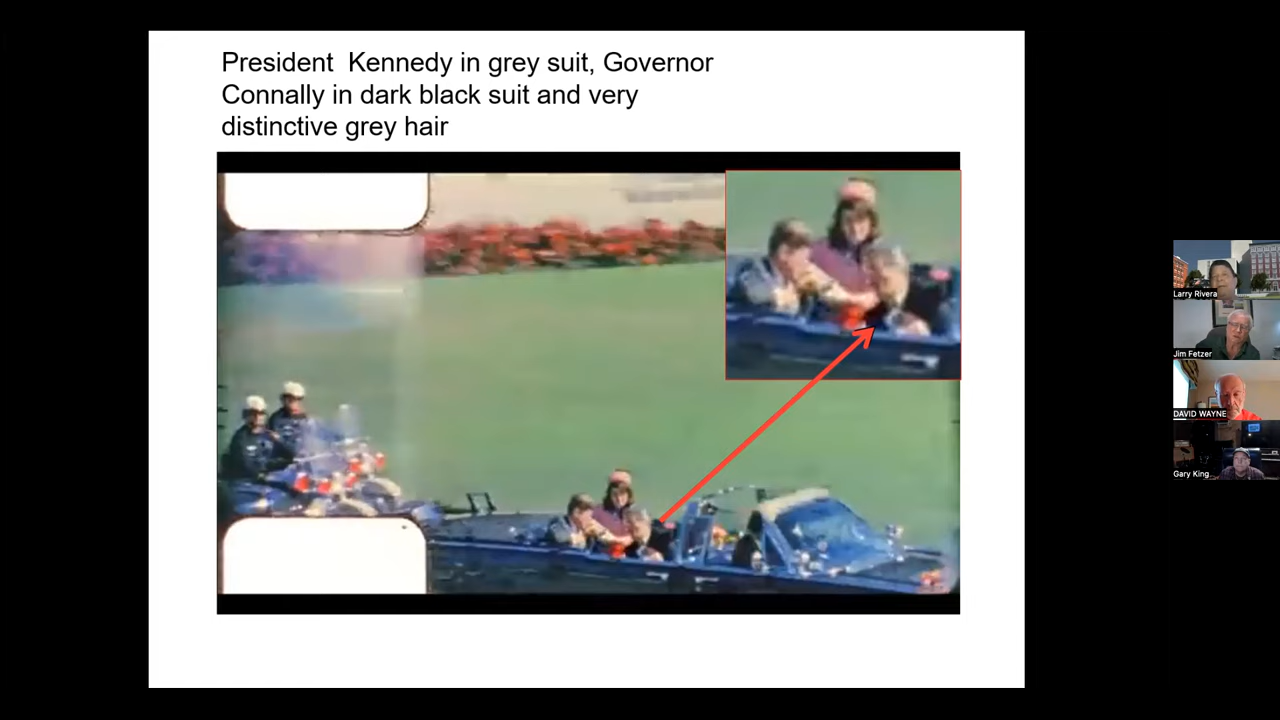 President  Kennedy in grey suit, Governor
Connally in dark black suit and very
distinctive grey hair
Larry Rivera
Jim Fetzer
DAVID WAYNE
Gary King